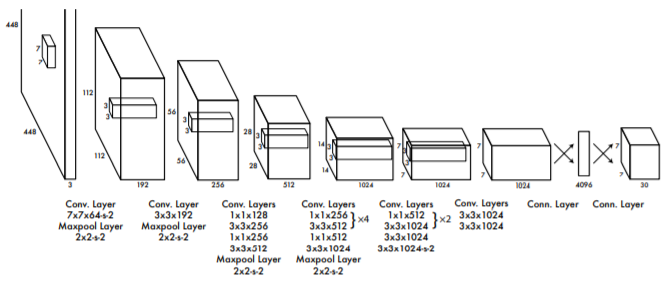 448
448
7
7
3
112
112
3
3
192
56
56
3
3
256
28
28
3
3
512
14
14
3
3
1024
7
7
3
3
1024
7
7
1024
4096
7
7
30
Conv. Layer
7x7x64-s-2
Maxpool Layer
2x2-s-2
Conv. Layer
3x3x192
Maxpool Layer
2x2-s-2
Conv. Layers
1x1x128
3x3x256
1x1x256
3x3x512
Maxpool Layer
2x2-s-2
Conv. Layers
1x1x256
3x3x512
}×4
1x1x512
3x3x1024
Maxpool Layer
2x2-s-2
Conv. Layers
1x1x512
3x3x1024
}×2
3x3x1024
3x3x1024-s-2
Conv. Layers
3x3x1024
3x3x1024
Conn. Layer
Conn. Layer